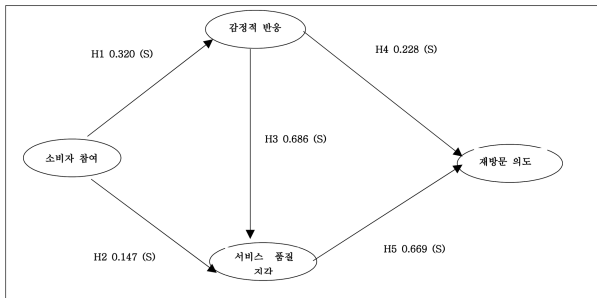 감정적 반응
H1 0.320 (S)
H4 0.228 (S)
H3 0.686 (S)
소비자 참여
재방문 의도
H2 0.147 (S)
서비스 품질
지각
H5 0.669 (S)